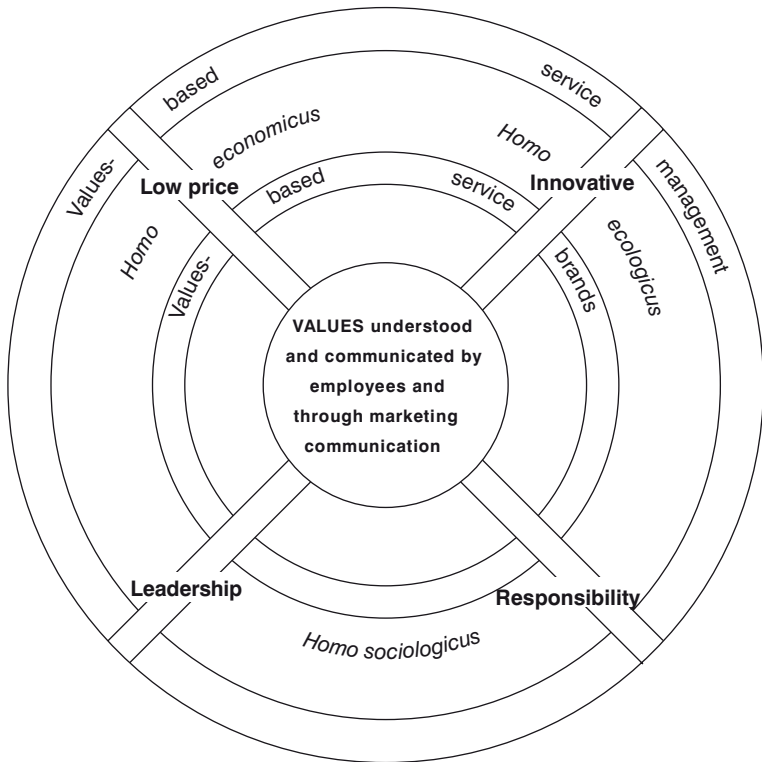 Values- based service management
Homo economicus
Homo ecologicus
Low price
Innovative
Values- based service brands
VALUES understood
and communicated by
employees and
through marketing
communication
Leadership
Responsibility
Homo sociologicus